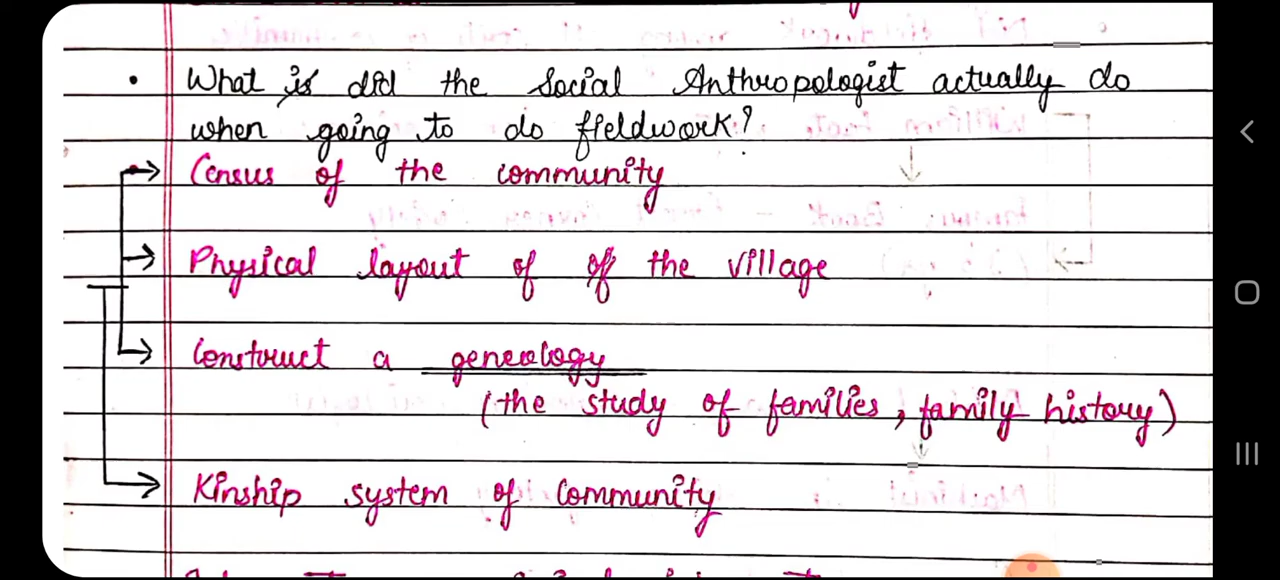 • What is did the Social Anthropologist actually do
when going to do fieldwork?
→ Census of the community
→ Physical layout of of the village
→ Construct a genealogy
(the study of families, family history)
→ Kinship system of community